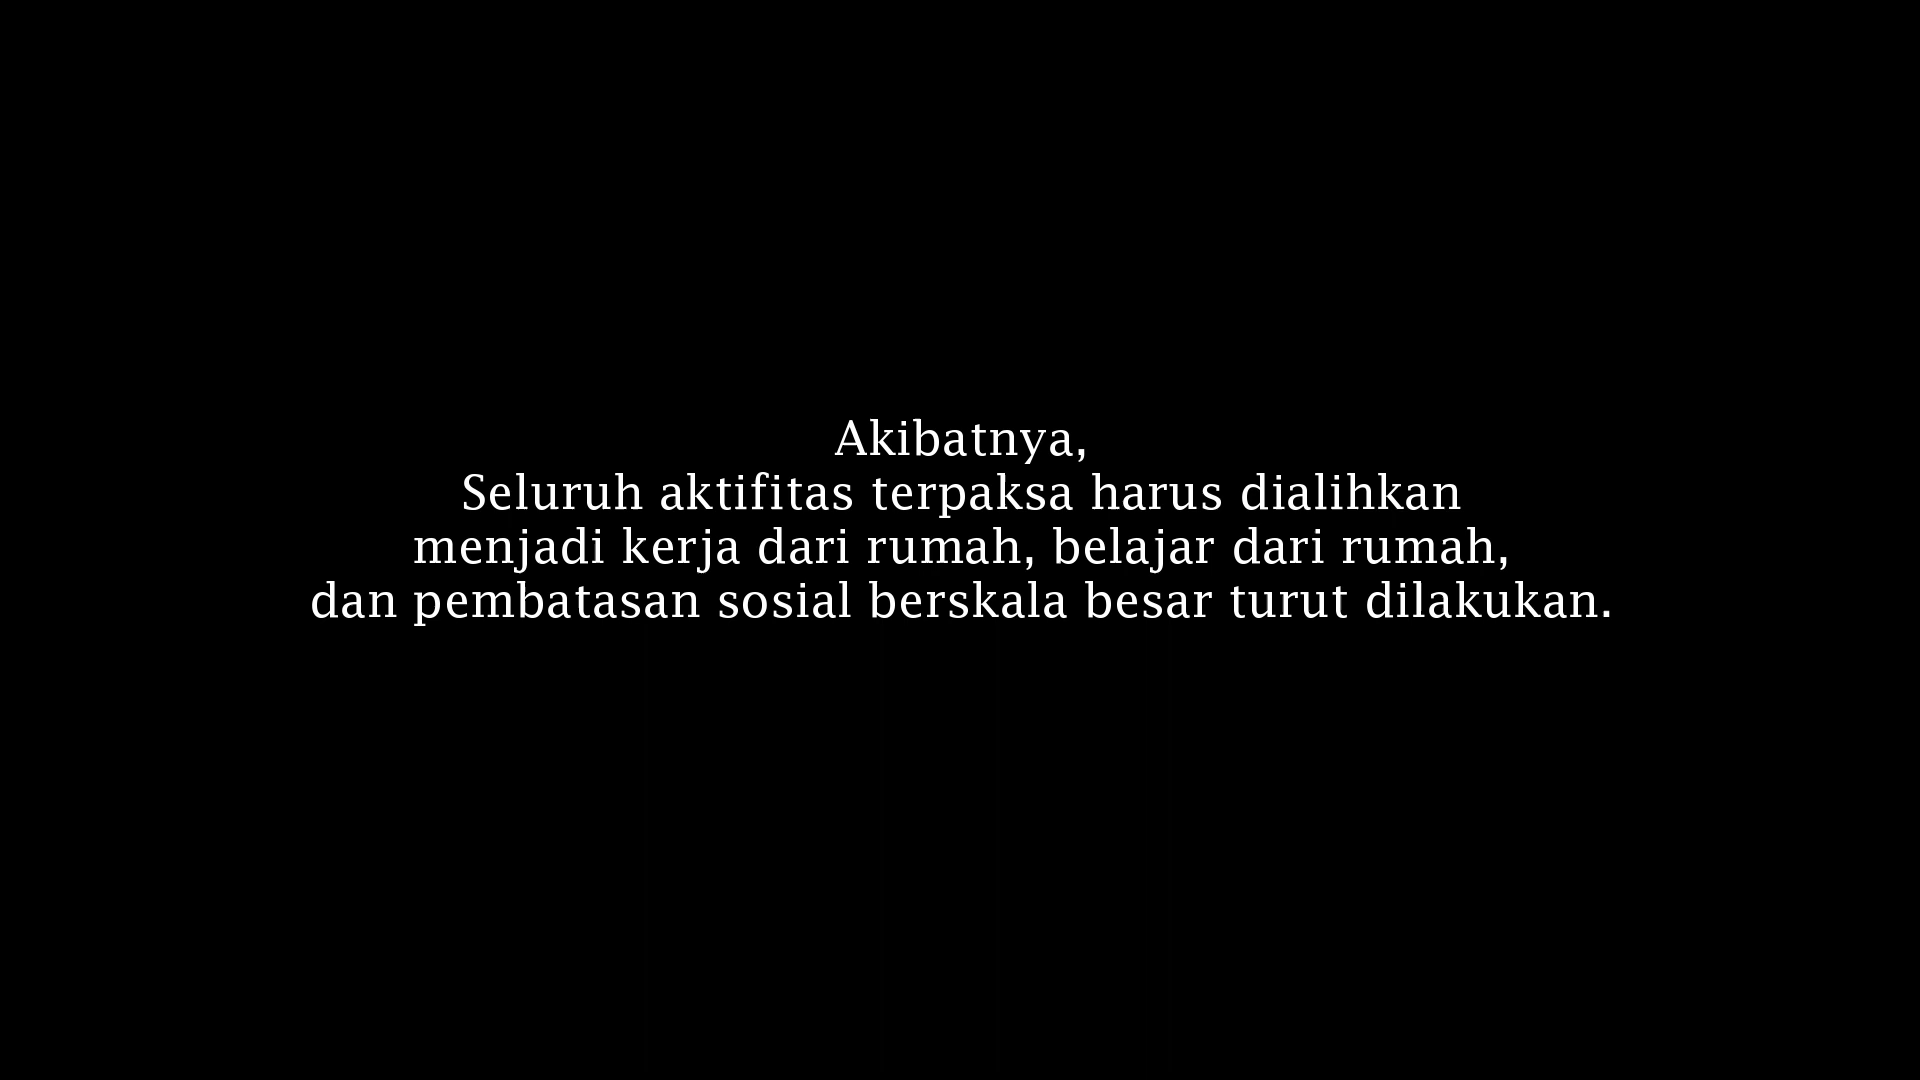 Akibatnya,
Seluruh aktifitas terpaksa harus dialihkan
menjadi kerja dari rumah, belajar dari rumah,
dan pembatasan sosial berskala besar turut dilakukan.